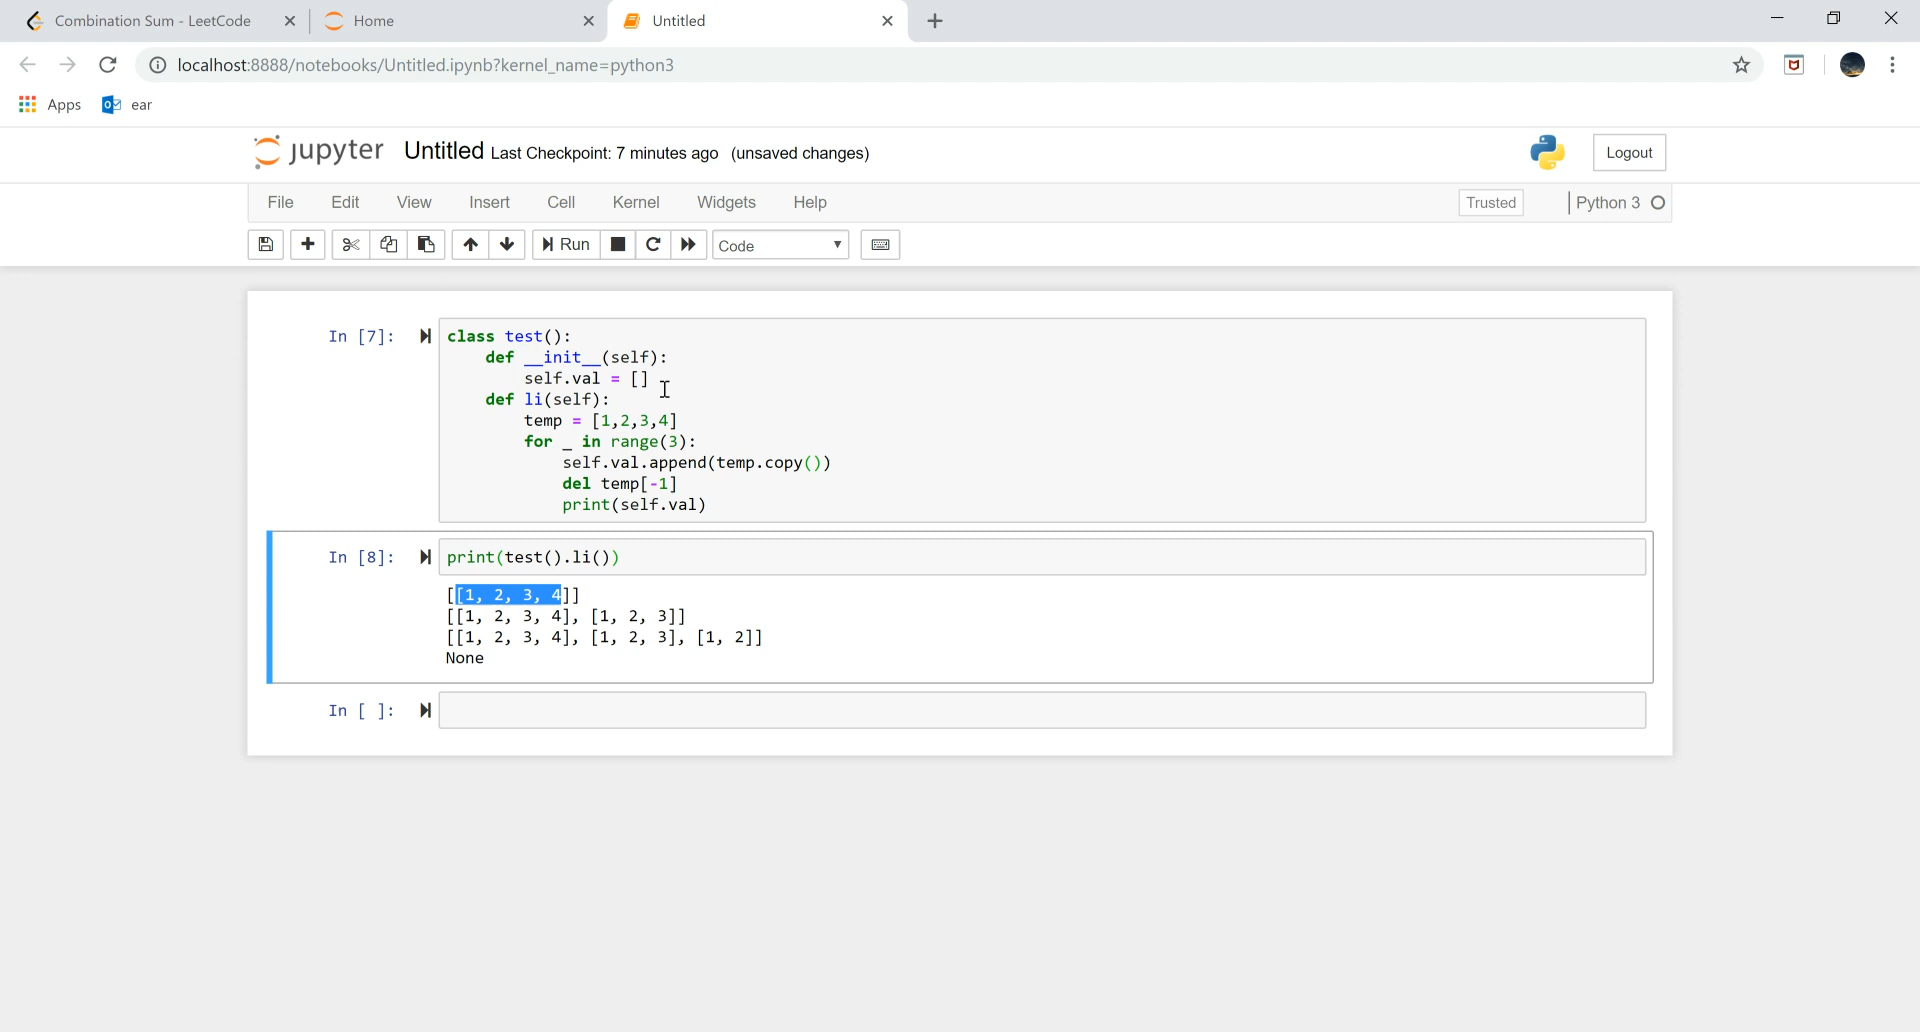 Combination Sum - LeetCode
Home
Untitled
localhost:8888/notebooks/Untitled.ipynb?kernel_name=python3
Apps
ear
jupyter Untitled Last Checkpoint: 7 minutes ago (unsaved changes)
Logout
File Edit View Insert Cell Kernel Widgets Help
Trusted
Python 3
Run
Code
In [7]: class test():
def __init__(self):
self.val = []
def li(self):
temp = [1,2,3,4]
for _ in range(3):
self.val.append(temp.copy())
del temp[-1]
print(self.val)
In [8]: print(test().li())
[[1, 2, 3, 4]]
[[1, 2, 3, 4], [1, 2, 3]]
[[1, 2, 3, 4], [1, 2, 3], [1, 2]]
None
In [ ]: